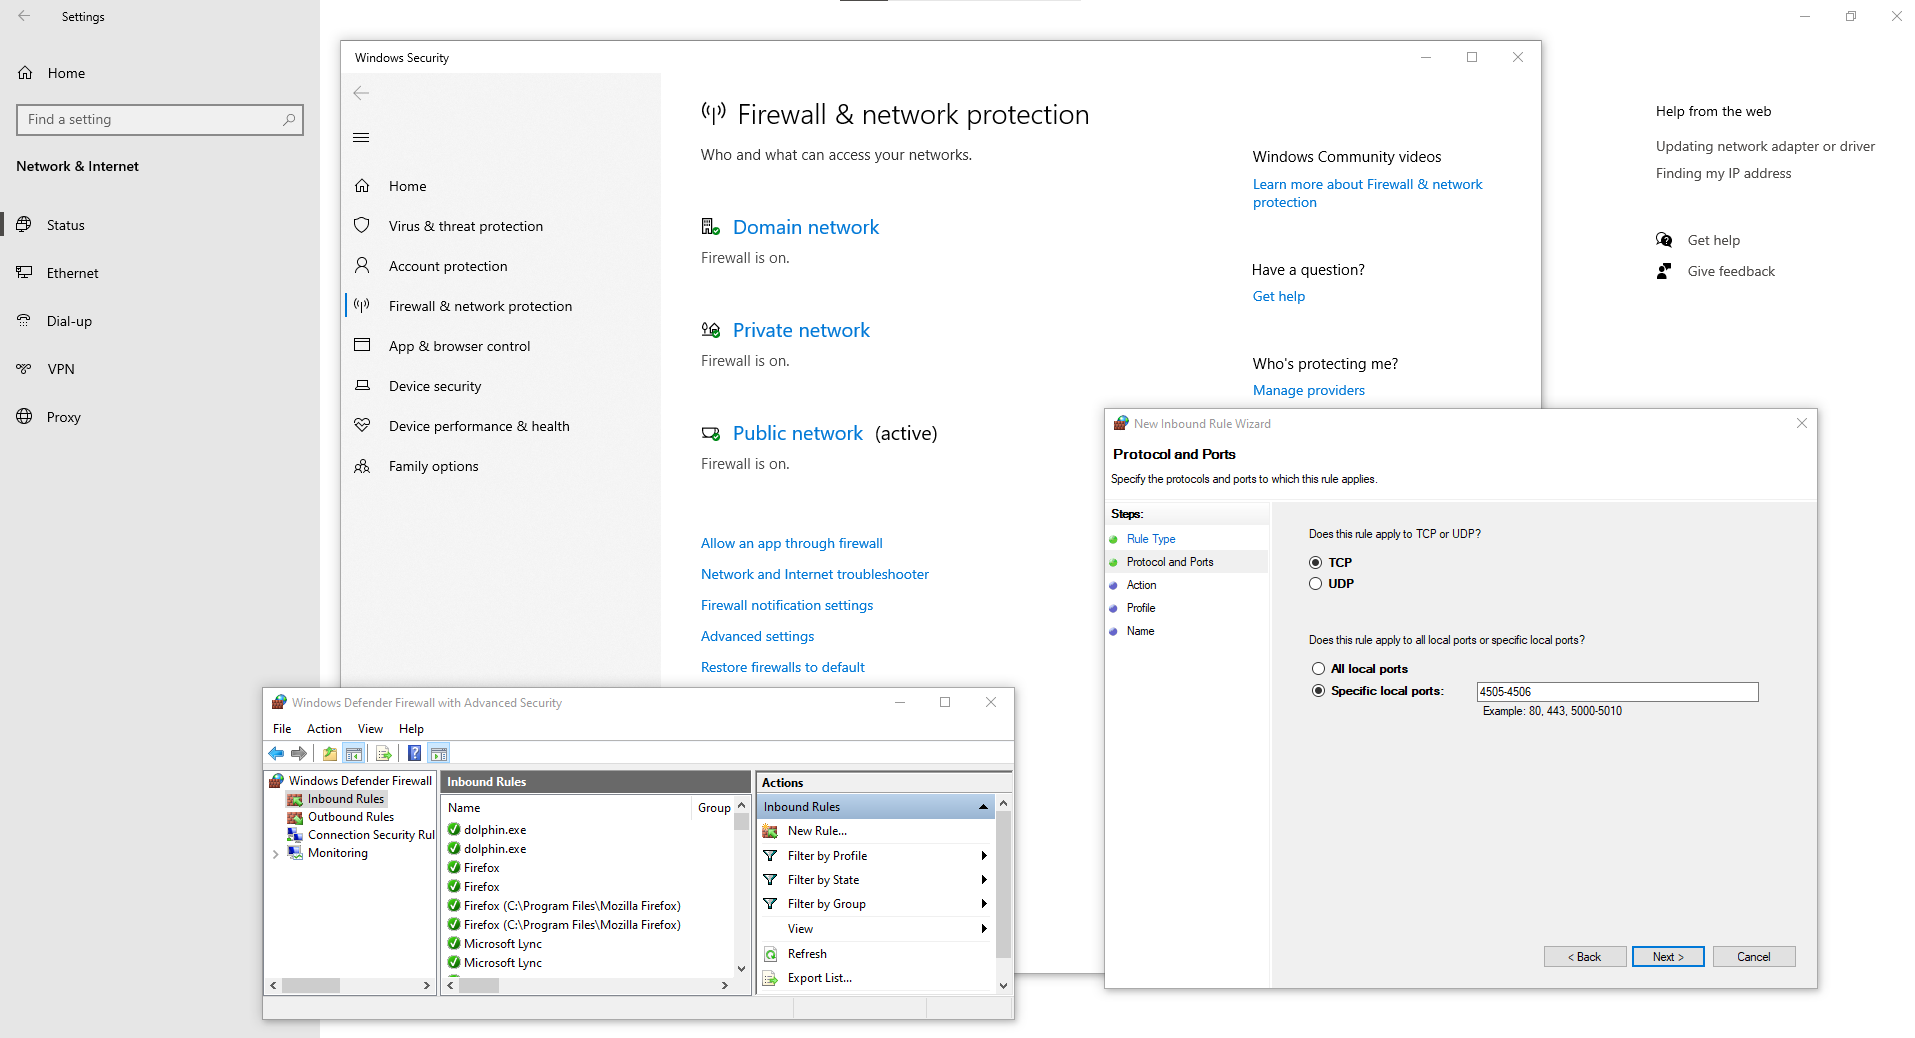 Settings
Home
Find a setting
Network & Internet
Status
Ethernet
Dial-up
VPN
Proxy
Windows Security
Home
Virus & threat protection
Account protection
Firewall & network protection
App & browser control
Device security
Device performance & health
Family options
Firewall & network protection
Who and what can access your networks.
Domain network
Firewall is on.
Private network
Firewall is on.
Public network (active)
Firewall is on.
Allow an app through firewall
Network and Internet troubleshooter
Firewall notification settings
Advanced settings
Restore firewalls to default
Windows Community videos
Learn more about Firewall & network
protection
Have a question?
Get help
Who's protecting me?
Manage providers
Help from the web
Updating network adapter or driver
Finding my IP address
Get help
Give feedback
Windows Defender Firewall with Advanced Security
File Action View Help
Windows Defender Firewall
Inbound Rules
Outbound Rules
Connection Security Rul
Monitoring
Inbound Rules
Name Group
dolphin.exe
dolphin.exe
Firefox
Firefox
Firefox (C:\Program Files\Mozilla Firefox)
Firefox (C:\Program Files\Mozilla Firefox)
Microsoft Lync
Microsoft Lync
Actions
Inbound Rules
New Rule...
Filter by Profile
Filter by State
Filter by Group
View
Refresh
Export List...
New Inbound Rule Wizard
Protocol and Ports
Specify the protocols and ports to which this rule applies.
Steps:
Rule Type
Protocol and Ports
Action
Profile
Name
Does this rule apply to TCP or UDP?
TCP
UDP
Does this rule apply to all local ports or specific local ports?
All local ports
Specific local ports: 4505-4506
Example: 80, 443, 5000-5010
< Back Next > Cancel